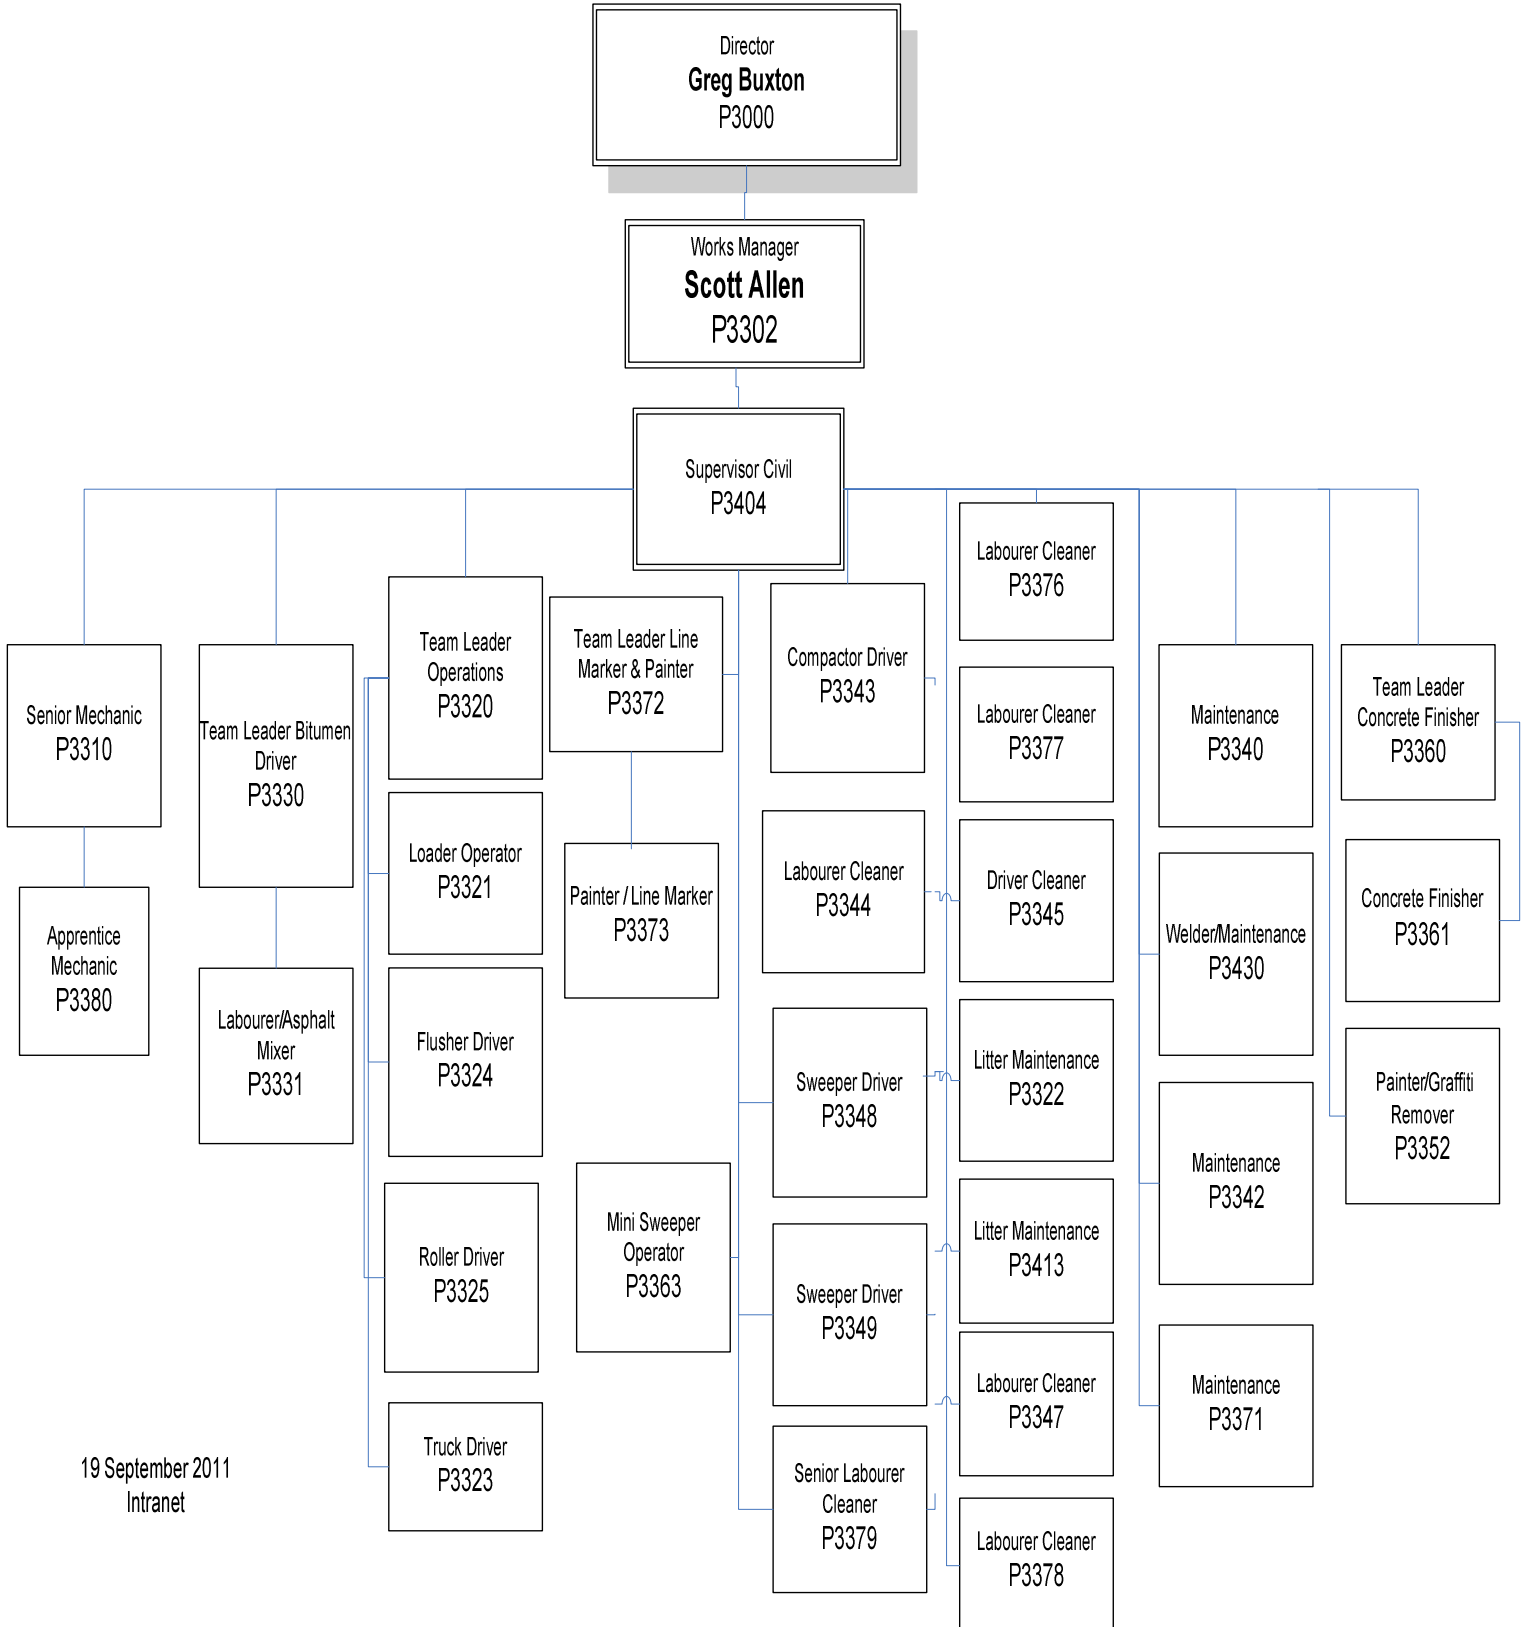 Director
Greg Buxton
P3000
Works Manager
Scott Allen
P3302
Supervisor Civil
P3404
Senior Mechanic
P3310
Apprentice
Mechanic
P3380
Team Leader Bitumen
Driver
P3330
Labourer/Asphalt
Mixer
P3331
Team Leader
Operations
P3320
Loader Operator
P3321
Flusher Driver
P3324
Roller Driver
P3325
Truck Driver
P3323
Team Leader Line
Marker & Painter
P3372
Painter / Line Marker
P3373
Mini Sweeper
Operator
P3363
Compactor Driver
P3343
Labourer Cleaner
P3344
Sweeper Driver
P3348
Sweeper Driver
P3349
Senior Labourer
Cleaner
P3379
Labourer Cleaner
P3376
Labourer Cleaner
P3377
Driver Cleaner
P3345
Litter Maintenance
P3322
Litter Maintenance
P3413
Labourer Cleaner
P3347
Labourer Cleaner
P3378
Maintenance
P3340
Welder/Maintenance
P3430
Maintenance
P3342
Maintenance
P3371
Team Leader
Concrete Finisher
P3360
Concrete Finisher
P3361
Painter/Graffiti
Remover
P3352
19 September 2011
Intranet